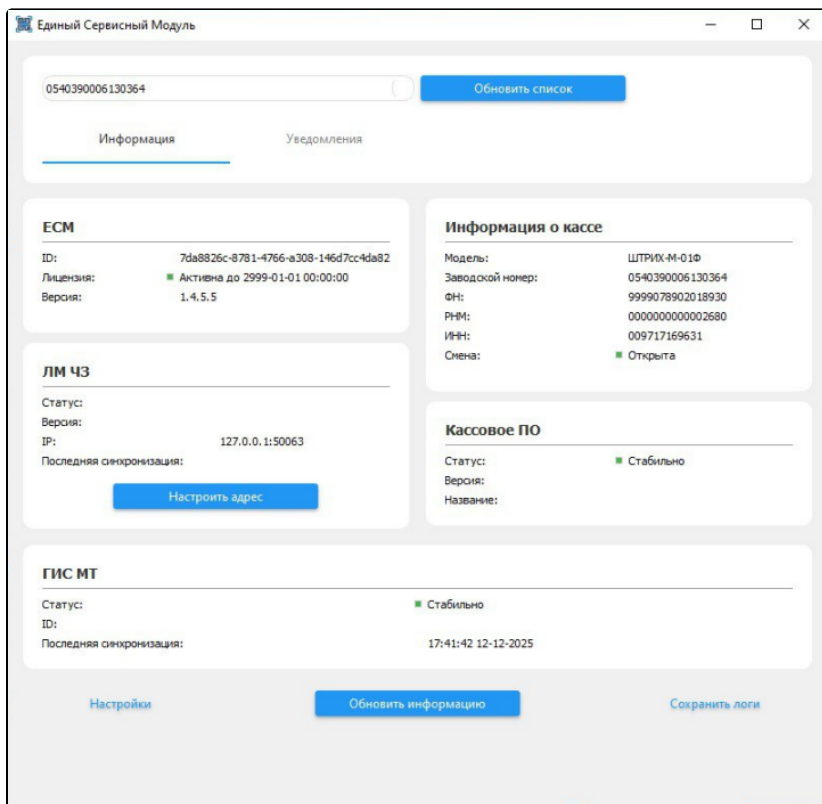 Единый Сервисный Модуль
0540390006130364
Обновить список
Информация
Уведомления
ЕСМ
ID: 7da8826c-8781-4766-a308-146d7cc4da82
Лицензия: Активна до 2999-01-01 00:00:00
Версия: 1.4.5.5
Информация о кассе
Модель: ШТРИХ-М-01Ф
Заводской номер: 0540390006130364
ФН: 9999078902018930
РНМ: 0000000000002680
ИНН: 009717169631
Смена: Открыта
ЛМ ЧЗ
Статус:
Версия:
IP: 127.0.0.1:50063
Последняя синхронизация:
Настроить адрес
Кассовое ПО
Статус: Стабильно
Версия:
Название:
ГИС МТ
Статус: Стабильно
ID:
Последняя синхронизация: 17:41:42 12-12-2025
Настройки
Обновить информацию
Сохранить логи